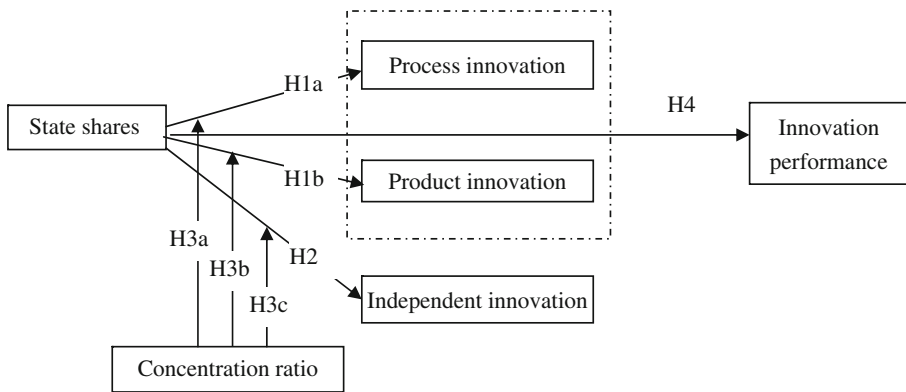 Process innovation
H1a
H4
State shares
Innovation
performance
H1b
Product innovation
H3a
H2
H3b
H3c
Independent innovation
Concentration ratio